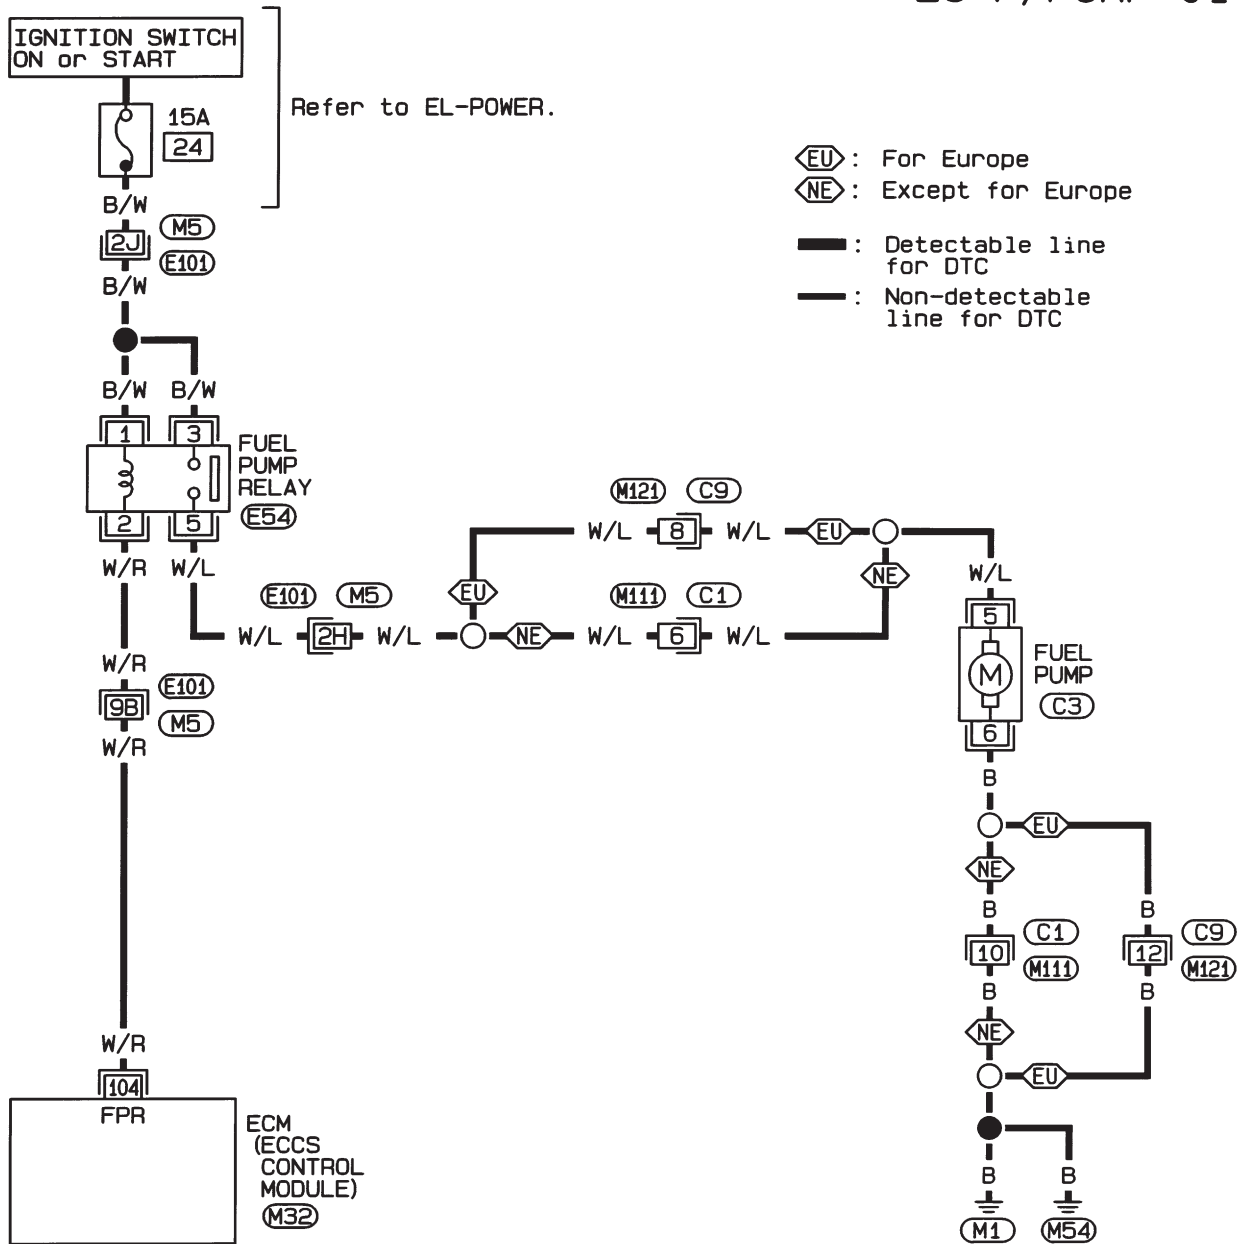 IGNITION SWITCH
ON or START
15A
24
Refer to EL-POWER.
B/W
2J
M5
E101
B/W
EU : For Europe
NE : Except for Europe
: Detectable line
for DTC
: Non-detectable
line for DTC
B/W B/W
1 3
FUEL
PUMP
RELAY
E54
2 5
W/R W/L
E101 M5
W/L 2H W/L
EU
NE
M121 C9
W/L 8 W/L EU
M111 C1
W/L 6 W/L
NE
W/L
5
M
FUEL
PUMP
C3
6
B
EU
NE
B B
10
C1
M111
12
C9
M121
B B
NE
EU
B B
M1 M54
W/R
9B
E101
M5
W/R
W/R
104
FPR
ECM
(ECCS
CONTROL
MODULE)
M32